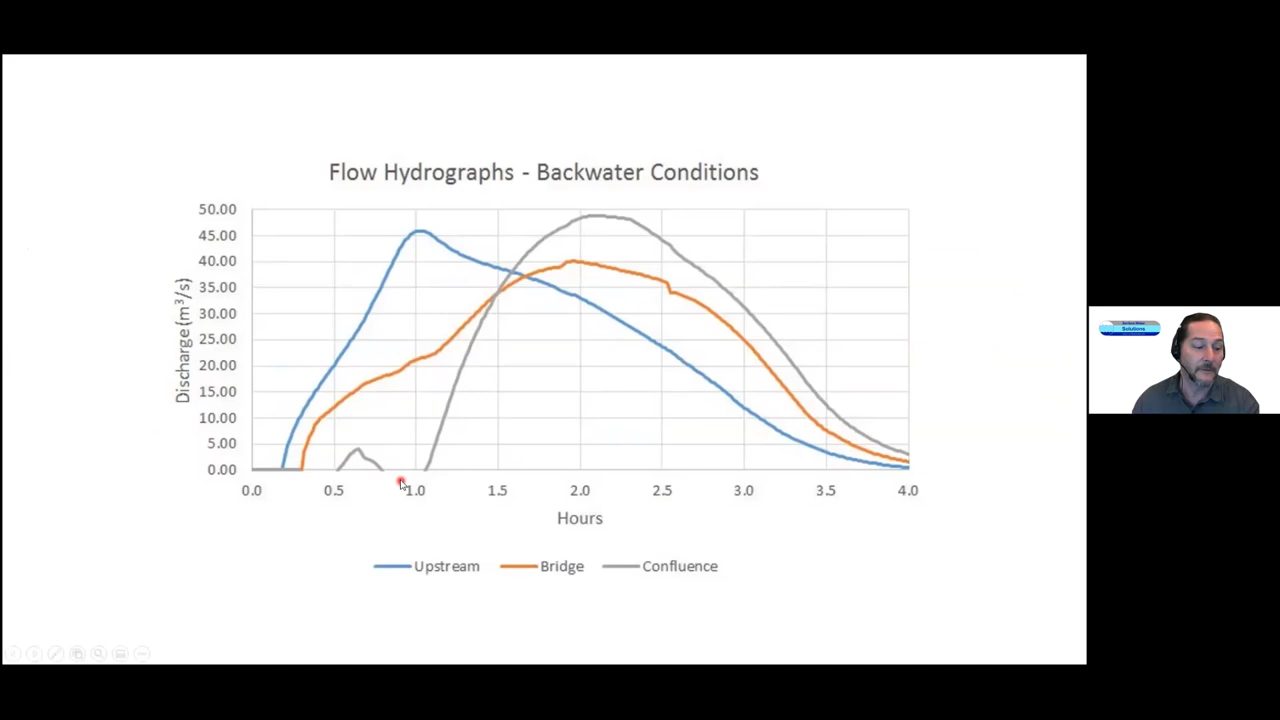 Flow Hydrographs - Backwater Conditions
50.00
45.00
40.00
35.00
30.00
25.00
20.00
15.00
10.00
5.00
0.00
Discharge (m³/s)
0.0 0.5 1.0 1.5 2.0 2.5 3.0 3.5 4.0
Hours
Upstream Bridge Confluence
Solutions